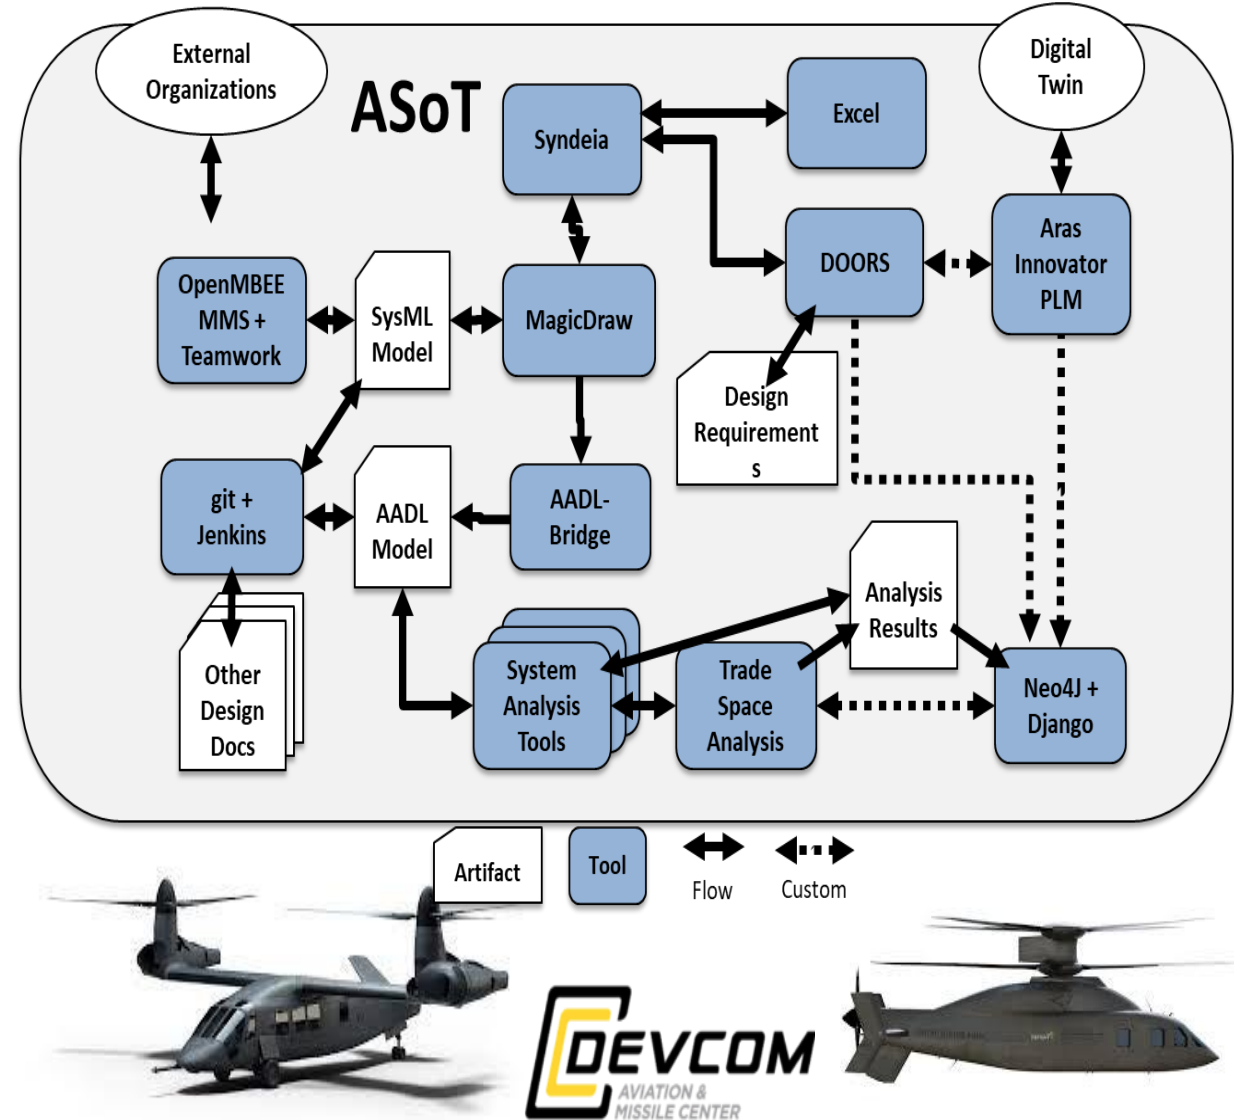 External
Organizations
ASoT
Digital
Twin
Syndeia
Excel
OpenMBEE
MMS +
Teamwork
SysML
Model
MagicDraw
DOORS
Aras
Innovator
PLM
Design
Requirement
s
git +
Jenkins
AADL
Model
AADL-
Bridge
Analysis
Results
Other
Design
Docs
System
Analysis
Tools
Trade
Space
Analysis
Neo4J +
Django
Artifact
Tool
Flow
Custom
DEVCOM
AVIATION &
MISSILE CENTER